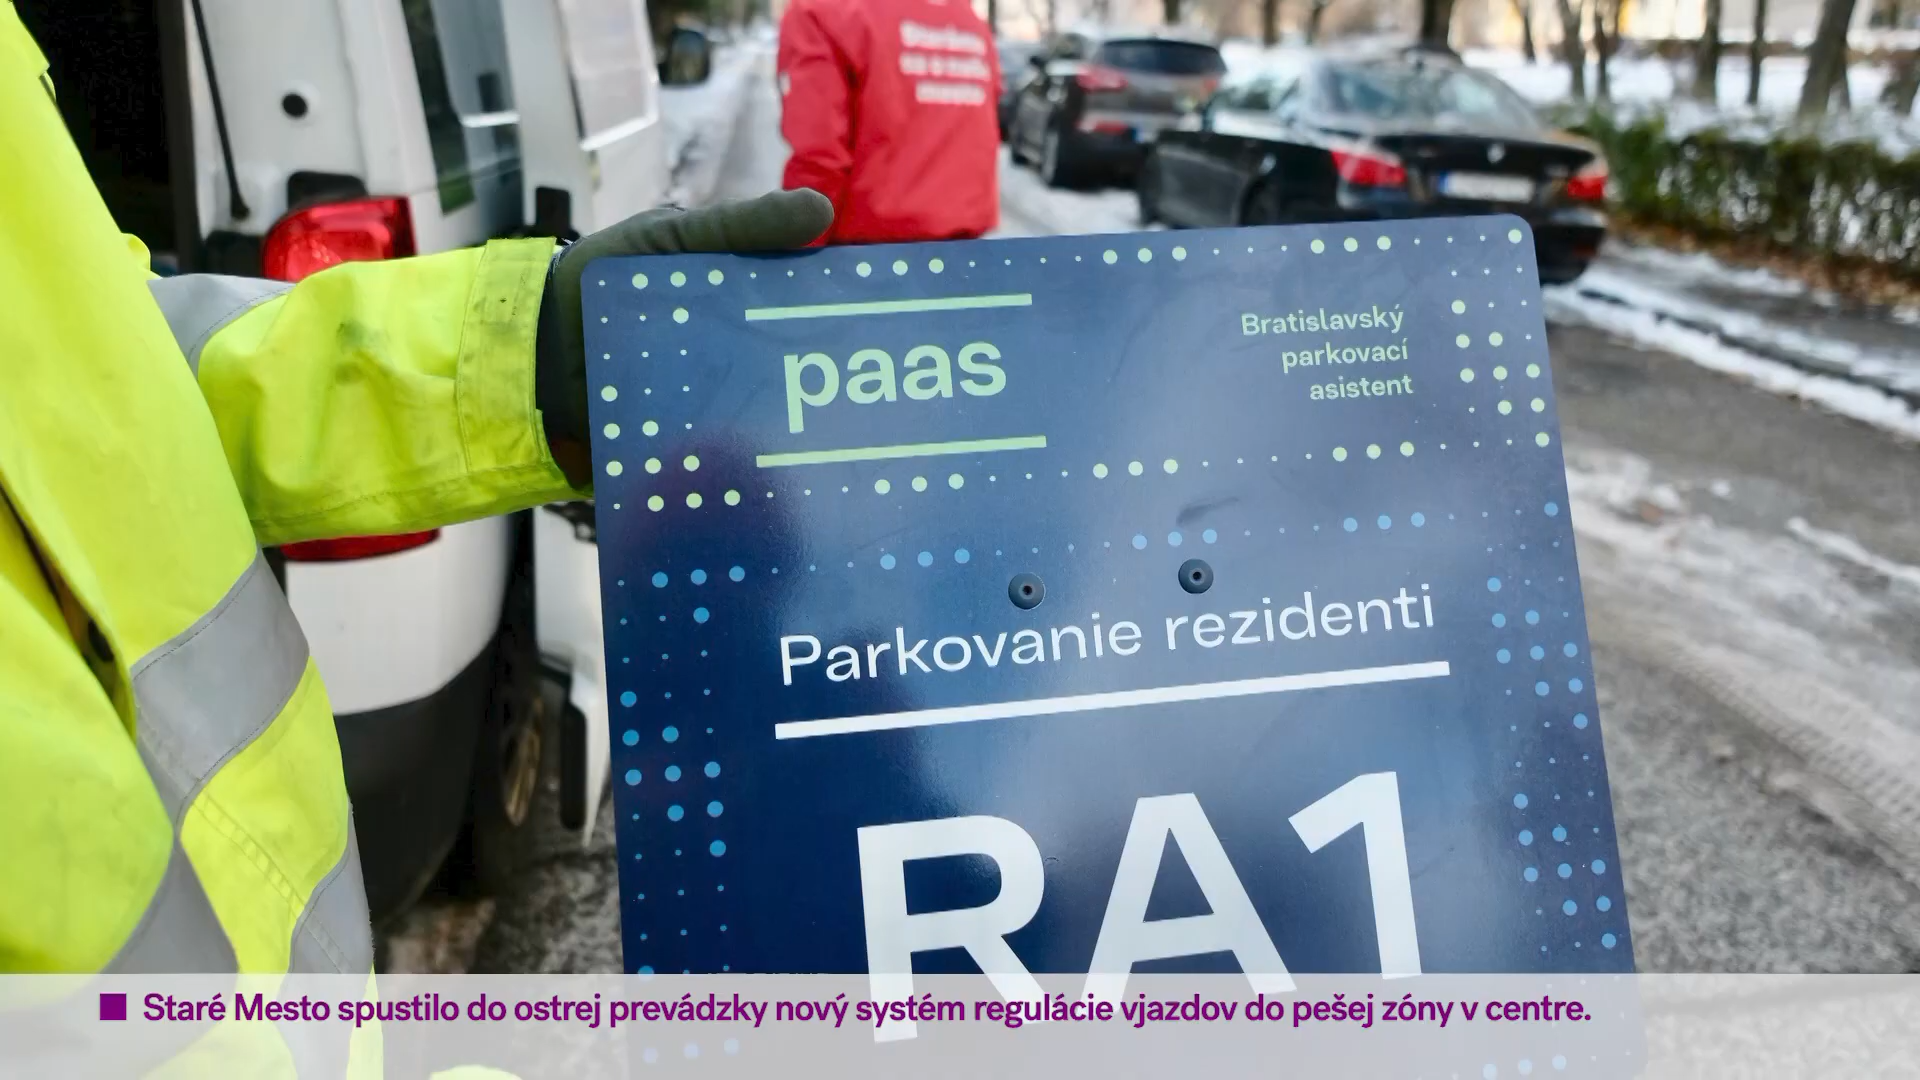 paas
Bratislavský
parkovací
asistent
Parkovanie rezidenti
RA1
Staré Mesto spustilo do ostrej prevádzky nový systém regulácie vjazdov do pešej zóny v centre.